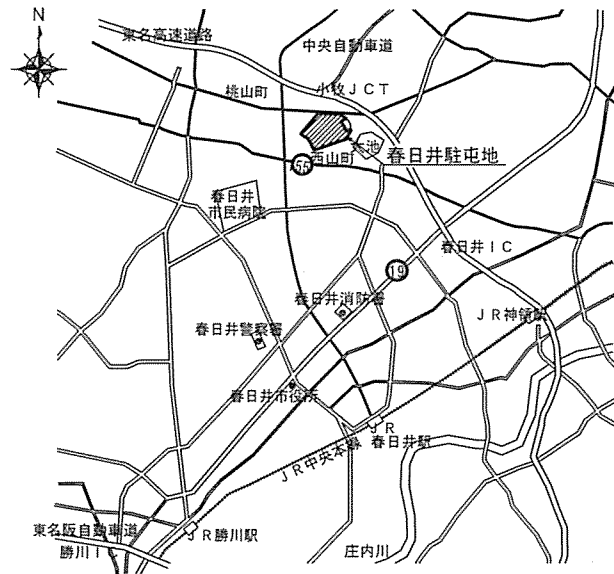 N
東名高速道路
中央自動車道
桃山町
小牧JCT
大池
西山町
春日井駐屯地
55
春日井
市民病院
春日井IC
19
春日井消防署
JR神領駅
春日井警察署
春日井市役所
JR
春日井駅
JR中央本線
東名阪自動車道
勝川IC
JR勝川駅
庄内川